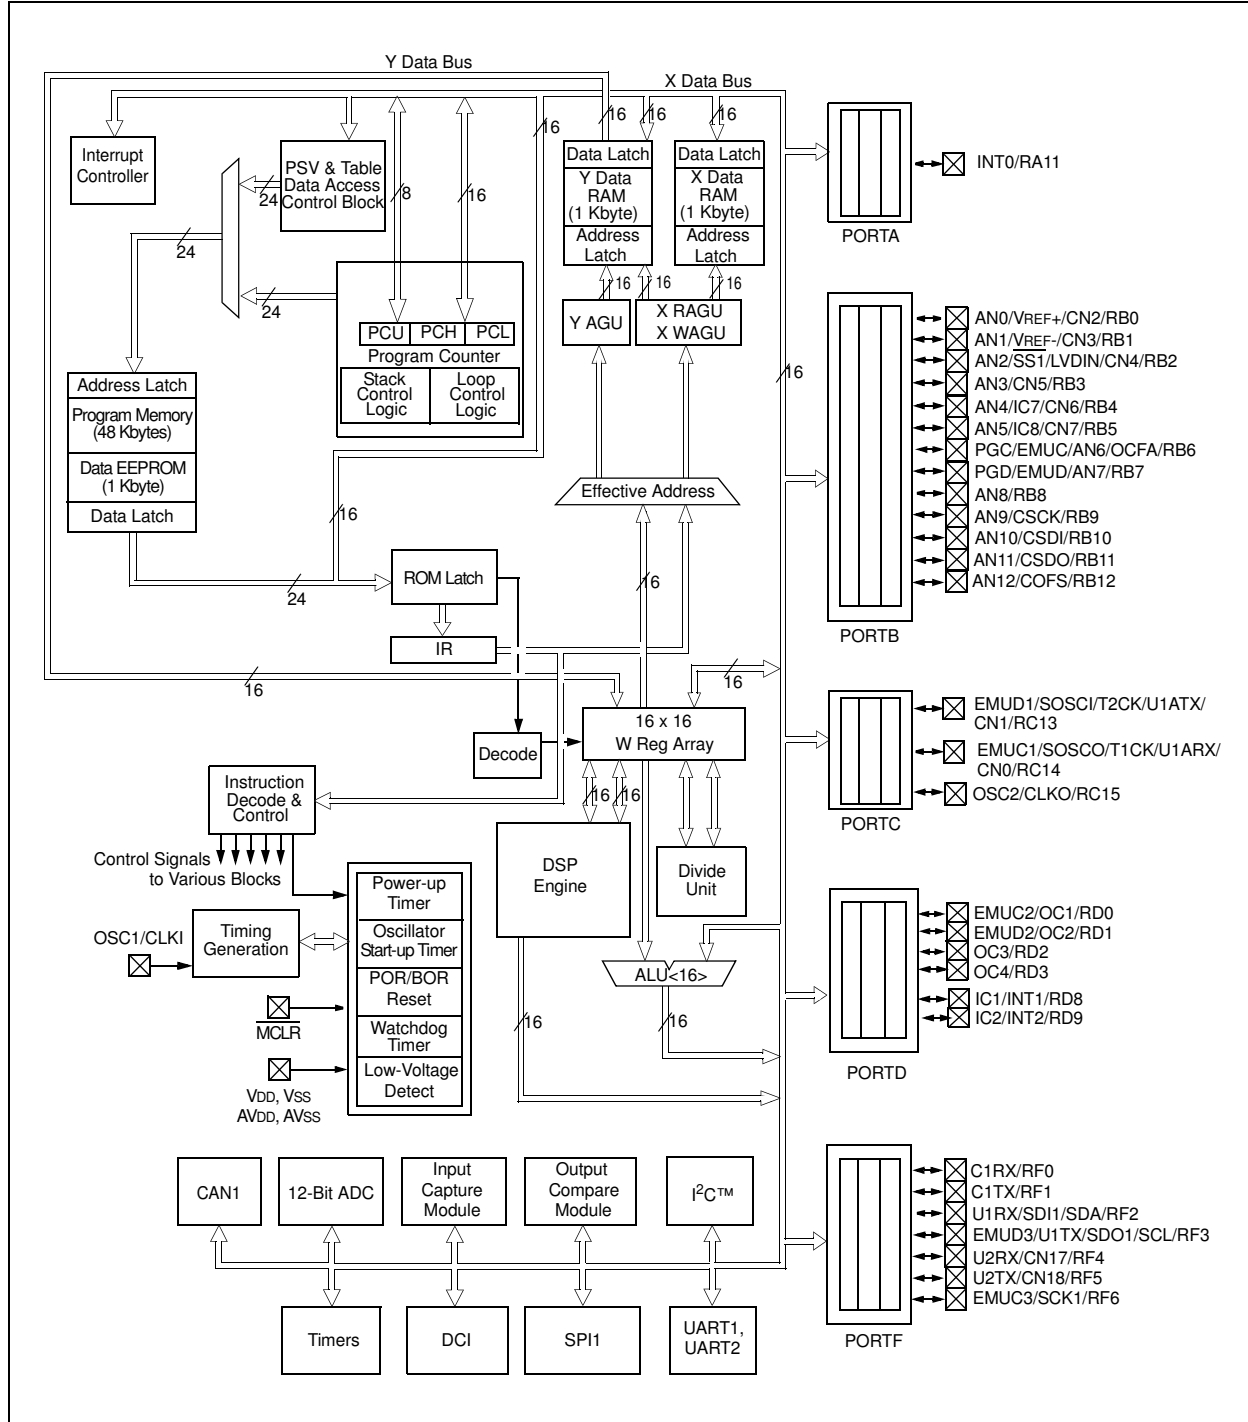 Y Data Bus
X Data Bus
16
16
16
16
Interrupt
Controller
PSV & Table
Data Access
Control Block
24
8
16
24
24
Data Latch
Y Data
RAM
(1 Kbyte)
Address
Latch
Data Latch
X Data
RAM
(1 Kbyte)
Address
Latch
16
16
16
Y AGU
X RAGU
X WAGU
PCU
PCH
PCL
Program Counter
Stack
Control
Logic
Loop
Control
Logic
Address Latch
Program Memory
(48 Kbytes)
Data EEPROM
(1 Kbyte)
Data Latch
16
Effective Address
16
24
ROM Latch
16
IR
16
16
16 x 16
W Reg Array
Decode
16
16
Instruction
Decode &
Control
Control Signals
to Various Blocks
DSP
Engine
Divide
Unit
OSC1/CLKI
Timing
Generation
Power-up
Timer
Oscillator
Start-up Timer
POR/BOR
Reset
Watchdog
Timer
Low-Voltage
Detect
MCLR
VDD, VSS
AVDD, AVSS
ALU<16>
16
16
CAN1
12-Bit ADC
Input
Capture
Module
Output
Compare
Module
I²C™
Timers
DCI
SPI1
UART1,
UART2
INT0/RA11
PORTA
AN0/VREF+/CN2/RB0
AN1/VREF-/CN3/RB1
AN2/SS1/LVDIN/CN4/RB2
AN3/CN5/RB3
AN4/IC7/CN6/RB4
AN5/IC8/CN7/RB5
PGC/EMUC/AN6/OCFA/RB6
PGD/EMUD/AN7/RB7
AN8/RB8
AN9/CSCK/RB9
AN10/CSDI/RB10
AN11/CSDO/RB11
AN12/COFS/RB12
PORTB
EMUD1/SOSCI/T2CK/U1ATX/
CN1/RC13
EMUC1/SOSCO/T1CK/U1ARX/
CN0/RC14
OSC2/CLKO/RC15
PORTC
EMUC2/OC1/RD0
EMUD2/OC2/RD1
OC3/RD2
OC4/RD3
IC1/INT1/RD8
IC2/INT2/RD9
PORTD
C1RX/RF0
C1TX/RF1
U1RX/SDI1/SDA/RF2
EMUD3/U1TX/SDO1/SCL/RF3
U2RX/CN17/RF4
U2TX/CN18/RF5
EMUC3/SCK1/RF6
PORTF